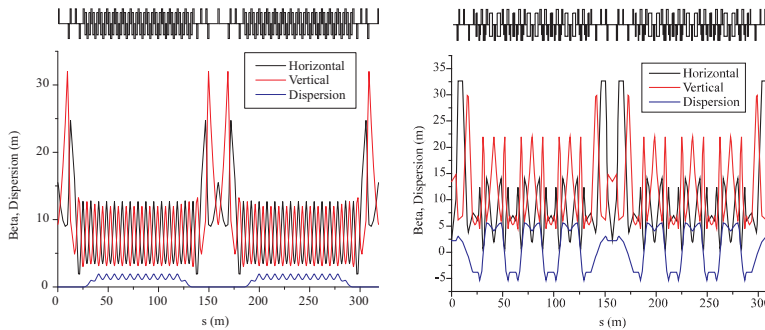 Horizontal
Vertical
Dispersion
Beta, Dispersion (m)
30
20
10
0
0 50 100 150 200 250 300
s (m)
Horizontal
Vertical
Dispersion
Beta, Dispersion (m)
35
30
25
20
15
10
5
0
−5
0 50 100 150 200 250 300
s (m)